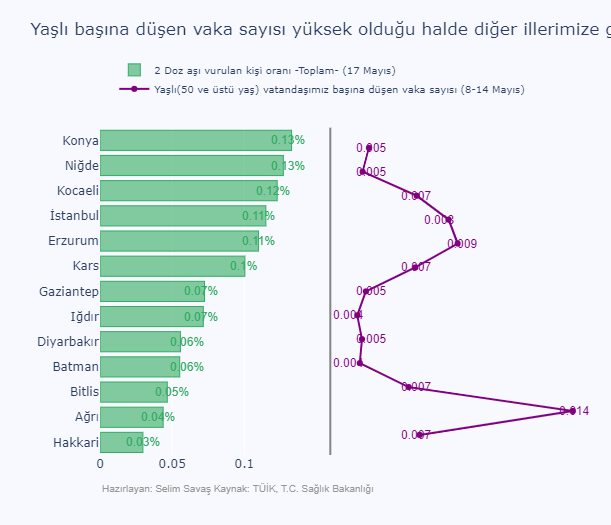 Yaşlı başına düşen vaka sayısı yüksek olduğu halde diğer illerimize
2 Doz aşı vurulan kişi oranı -Toplam- (17 Mayıs)
Yaşlı(50 ve üstü yaş) vatandaşımız başına düşen vaka sayısı (8-14 Mayıs)
Konya 0.13% 0.005
Niğde 0.13% 0.005
Kocaeli 0.12% 0.007
İstanbul 0.11% 0.008
Erzurum 0.11% 0.009
Kars 0.1% 0.007
Gaziantep 0.07% 0.005
Iğdır 0.07% 0.004
Diyarbakır 0.06% 0.005
Batman 0.06%
Bitlis 0.05% 0.007
Ağrı 0.04% 0.014
Hakkari 0.03% 0.007
0 0.05 0.1
Hazırlayan: Selim Savaş Kaynak: TÜİK, T.C. Sağlık Bakanlığı